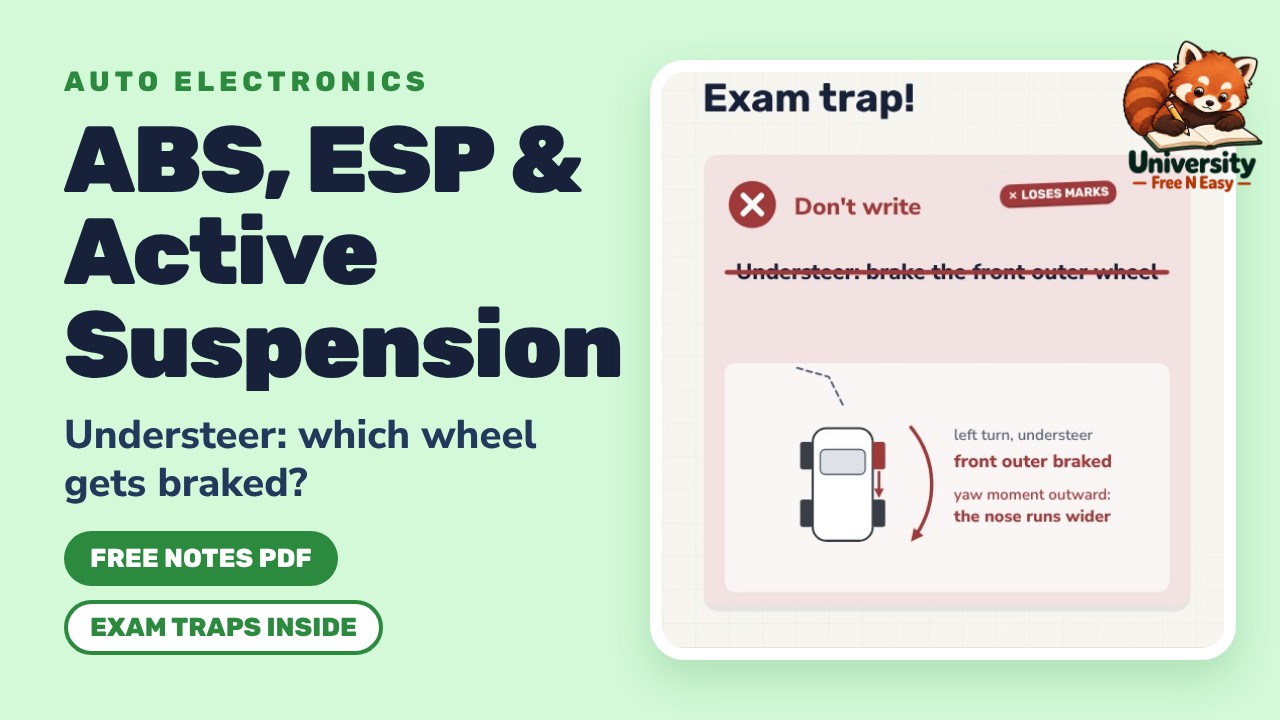 AUTO ELECTRONICS
ABS, ESP &
Active
Suspension
Understeer: which wheel
gets braked?
FREE NOTES PDF
EXAM TRAPS INSIDE
Exam trap!
Don't write
× LOSES MARKS
Understeer: brake the front outer wheel
left turn, understeer
front outer braked
yaw moment outward:
the nose runs wider
University
Free N Easy